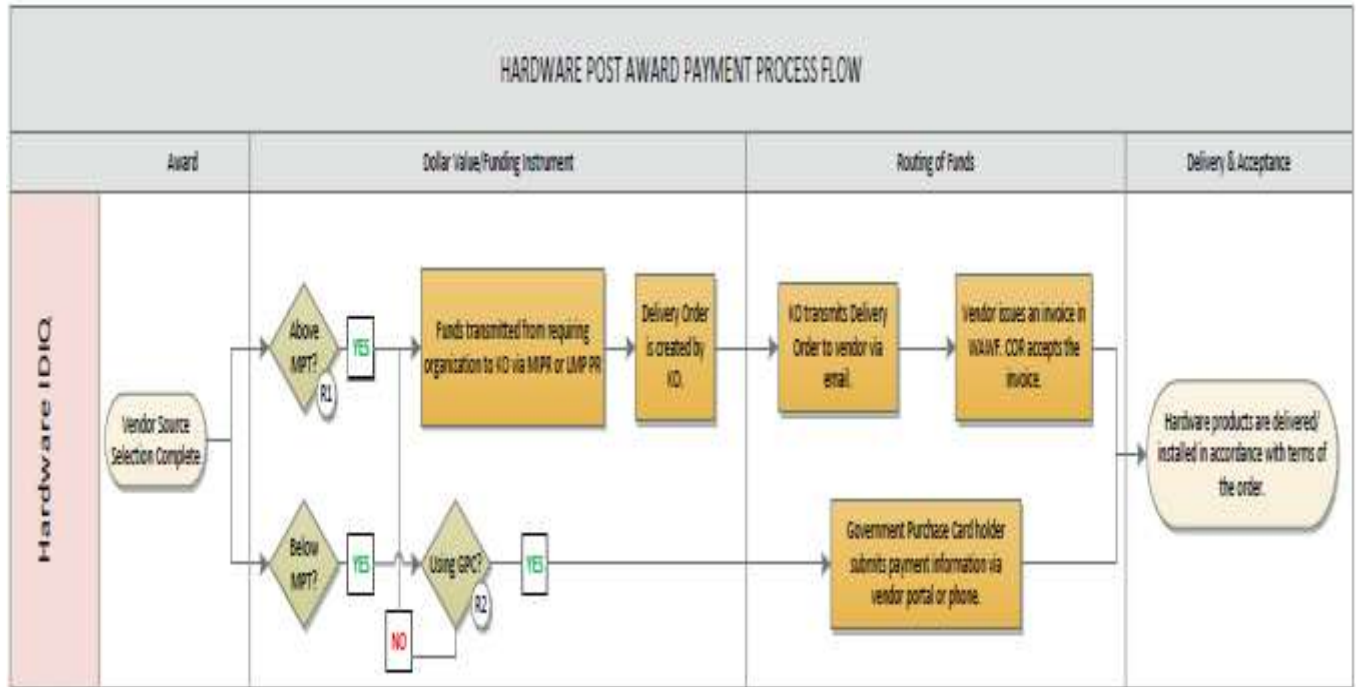 HARDWARE POST AWARD PAYMENT PROCESS FLOW
Award
Dollar Value/Funding Instrument
Routing of Funds
Delivery & Acceptance
Hardware IDIQ
Vendor Source
Selection Complete
Above
MPT?
R1
YES
Funds transmitted from requiring
organization to KO via MIPR or LMP PR
Delivery Order
is created by
KO.
KO transmits Delivery
Order to vendor via
email.
Vendor issues an invoice in
WAWF. COR accepts the
invoice.
Hardware products are delivered/
installed in accordance with terms of
the order.
Below
MPT?
YES
Using GPC?
R2
YES
NO
Government Purchase Card holder
submits payment information via
vendor portal or phone.